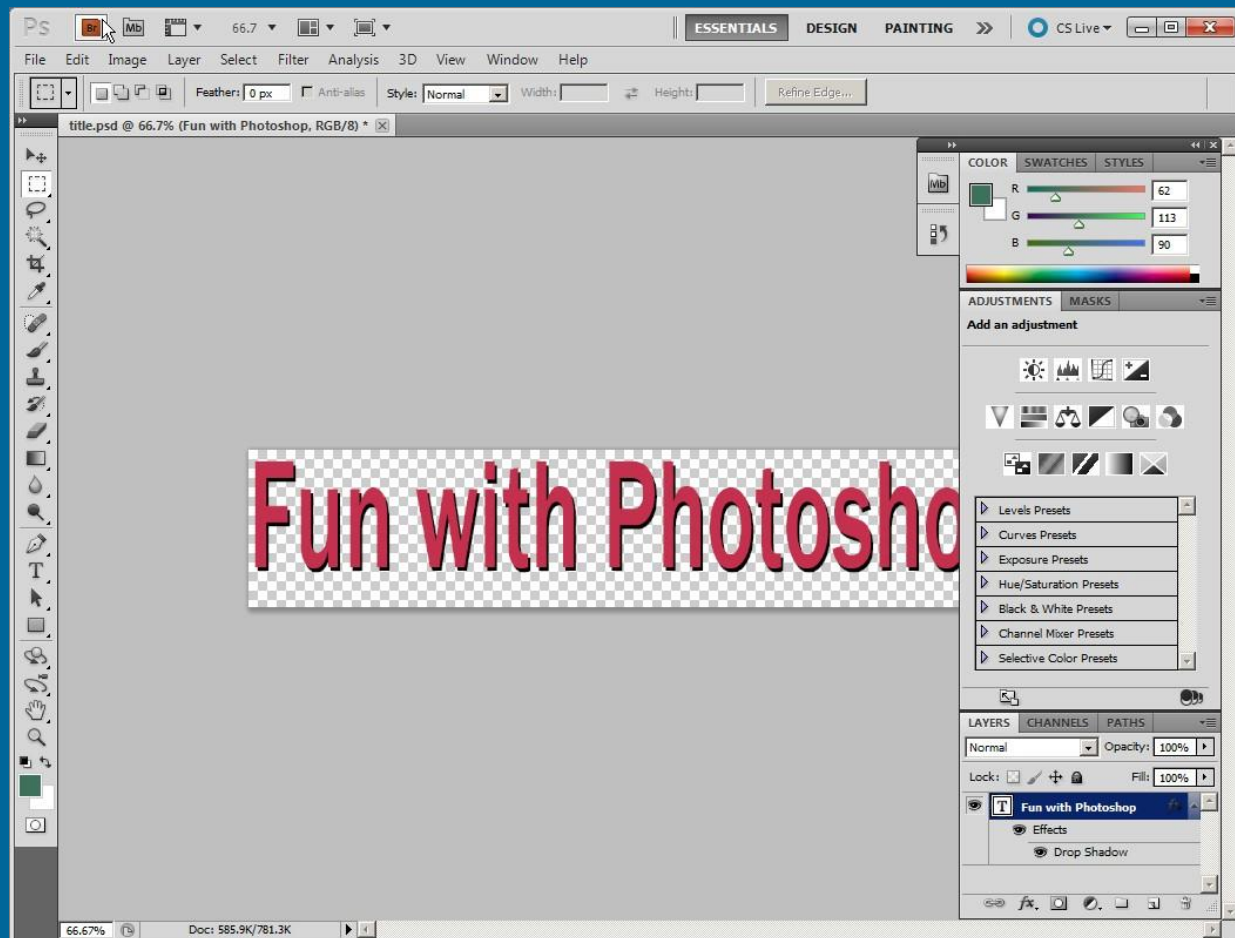 Ps Br Mb 66.7 ESSENTIALS DESIGN PAINTING CS Live
File Edit Image Layer Select Filter Analysis 3D View Window Help
Feather: 0 px Anti-alias Style: Normal Width: Height: Refine Edge...
title.psd @ 66.7% (Fun with Photoshop, RGB/8) *
Mb
COLOR SWATCHES STYLES
R 62
G 113
B 90
ADJUSTMENTS MASKS
Add an adjustment
Fun with Photosho
Levels Presets
Curves Presets
Exposure Presets
Hue/Saturation Presets
Black & White Presets
Channel Mixer Presets
Selective Color Presets
LAYERS CHANNELS PATHS
Normal Opacity: 100%
Lock: Fill: 100%
T Fun with Photoshop fx
Effects
Drop Shadow
fx.
66.67% Doc: 585.9K/781.3K